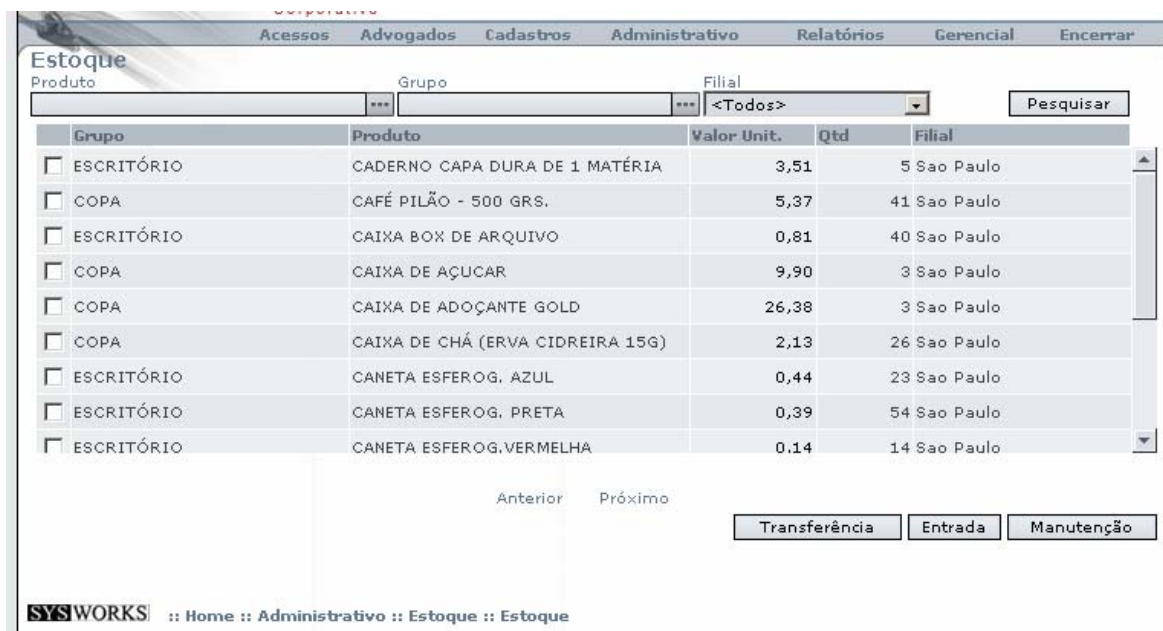 Corporativo
Acessos Advogados Cadastros Administrativo Relatórios Gerencial Encerrar
Estoque
Produto Grupo Filial
<Todos> Pesquisar
Grupo Produto Valor Unit. Qtd Filial
ESCRITÓRIO CADERNO CAPA DURA DE 1 MATÉRIA 3,51 5 Sao Paulo
COPA CAFÉ PILÃO - 500 GRS. 5,37 41 Sao Paulo
ESCRITÓRIO CAIXA BOX DE ARQUIVO 0,81 40 Sao Paulo
COPA CAIXA DE AÇUCAR 9,90 3 Sao Paulo
COPA CAIXA DE ADOÇANTE GOLD 26,38 3 Sao Paulo
COPA CAIXA DE CHÁ (ERVA CIDREIRA 15G) 2,13 26 Sao Paulo
ESCRITÓRIO CANETA ESFEROG. AZUL 0,44 23 Sao Paulo
ESCRITÓRIO CANETA ESFEROG. PRETA 0,39 54 Sao Paulo
ESCRITÓRIO CANETA ESFEROG.VERMELHA 0,14 14 Sao Paulo
Anterior Próximo
Transferência Entrada Manutenção
SYSWORKS :: Home :: Administrativo :: Estoque :: Estoque